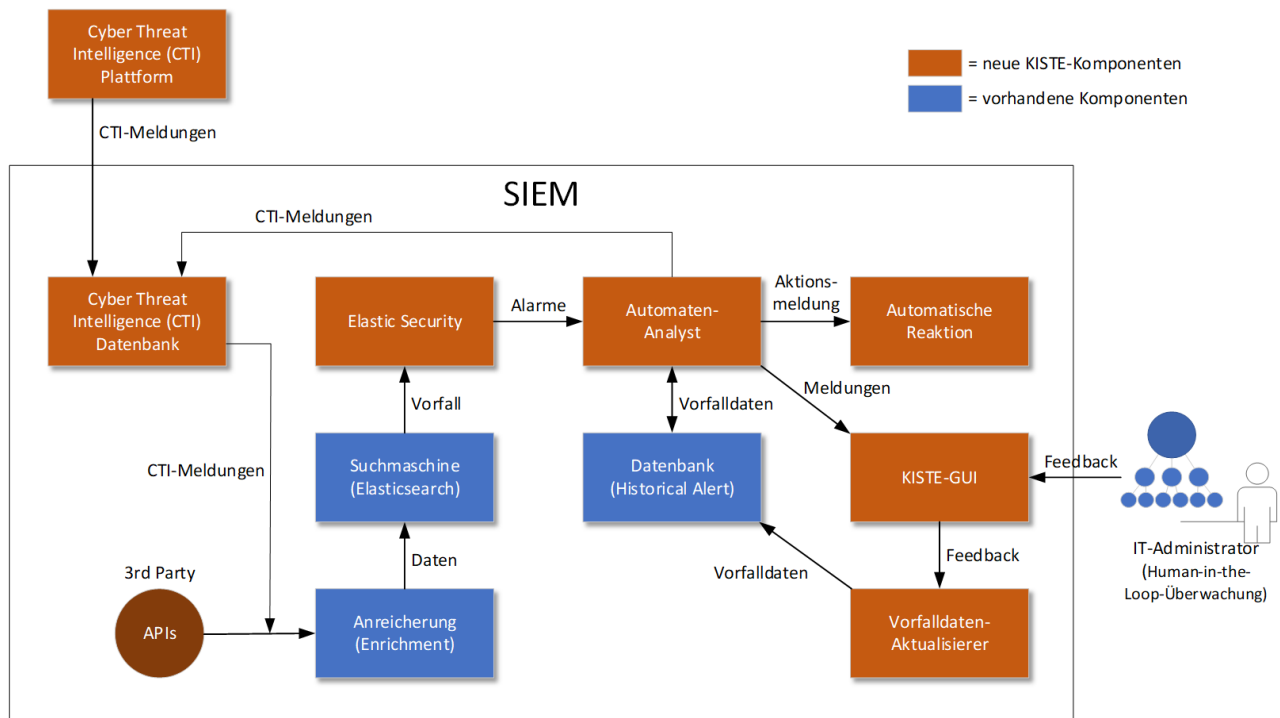 Cyber Threat
Intelligence (CTI)
Plattform
= neue KISTE-Komponenten
= vorhandene Komponenten
CTI-Meldungen
SIEM
CTI-Meldungen
Cyber Threat
Intelligence (CTI)
Datenbank
Elastic Security
Alarme
Automaten-
Analyst
Aktions-
meldung
Automatische
Reaktion
Vorfall
Vorfalldaten
Meldungen
CTI-Meldungen
Suchmaschine
(Elasticsearch)
Datenbank
(Historical Alert)
KISTE-GUI
Feedback
Daten
Vorfalldaten
Feedback
IT-Administrator
(Human-in-the-
Loop-Überwachung)
3rd Party
APIs
Anreicherung
(Enrichment)
Vorfalldaten-
Aktualisierer